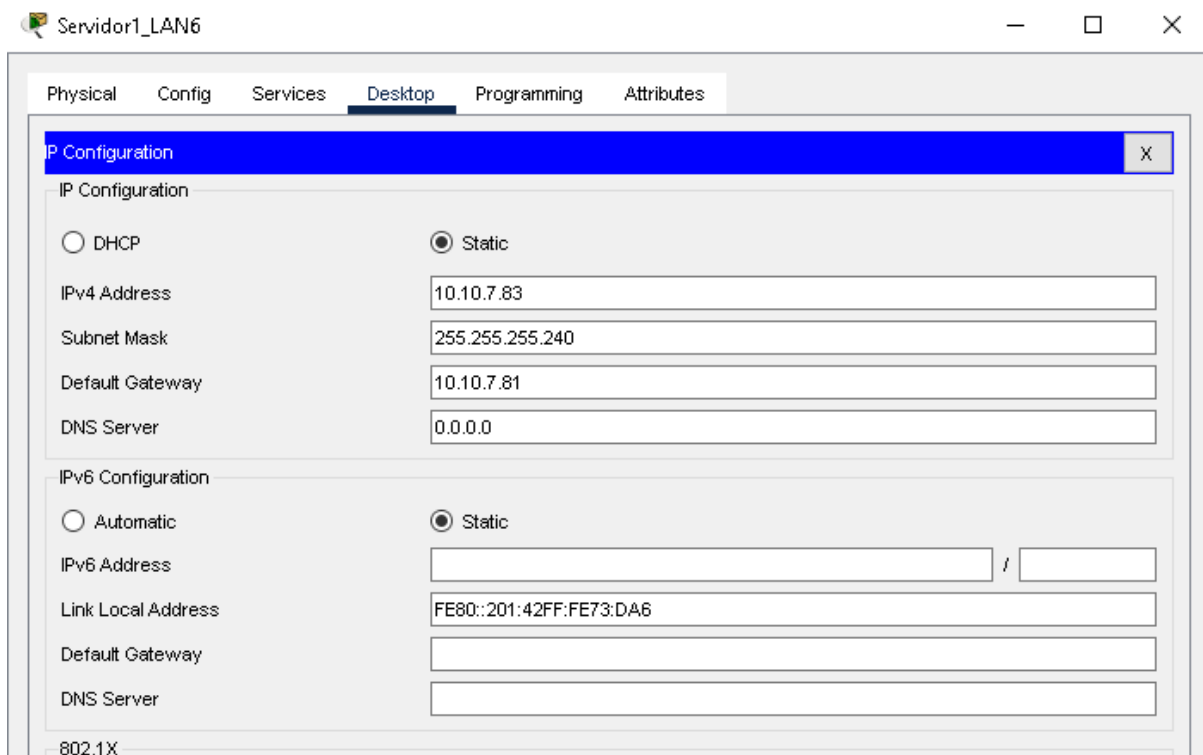 Servidor1_LAN6
Physical Config Services Desktop Programming Attributes
IP Configuration X
IP Configuration
DHCP Static
IPv4 Address 10.10.7.83
Subnet Mask 255.255.255.240
Default Gateway 10.10.7.81
DNS Server 0.0.0.0
IPv6 Configuration
Automatic Static
IPv6 Address /
Link Local Address FE80::201:42FF:FE73:DA6
Default Gateway
DNS Server
802.1X